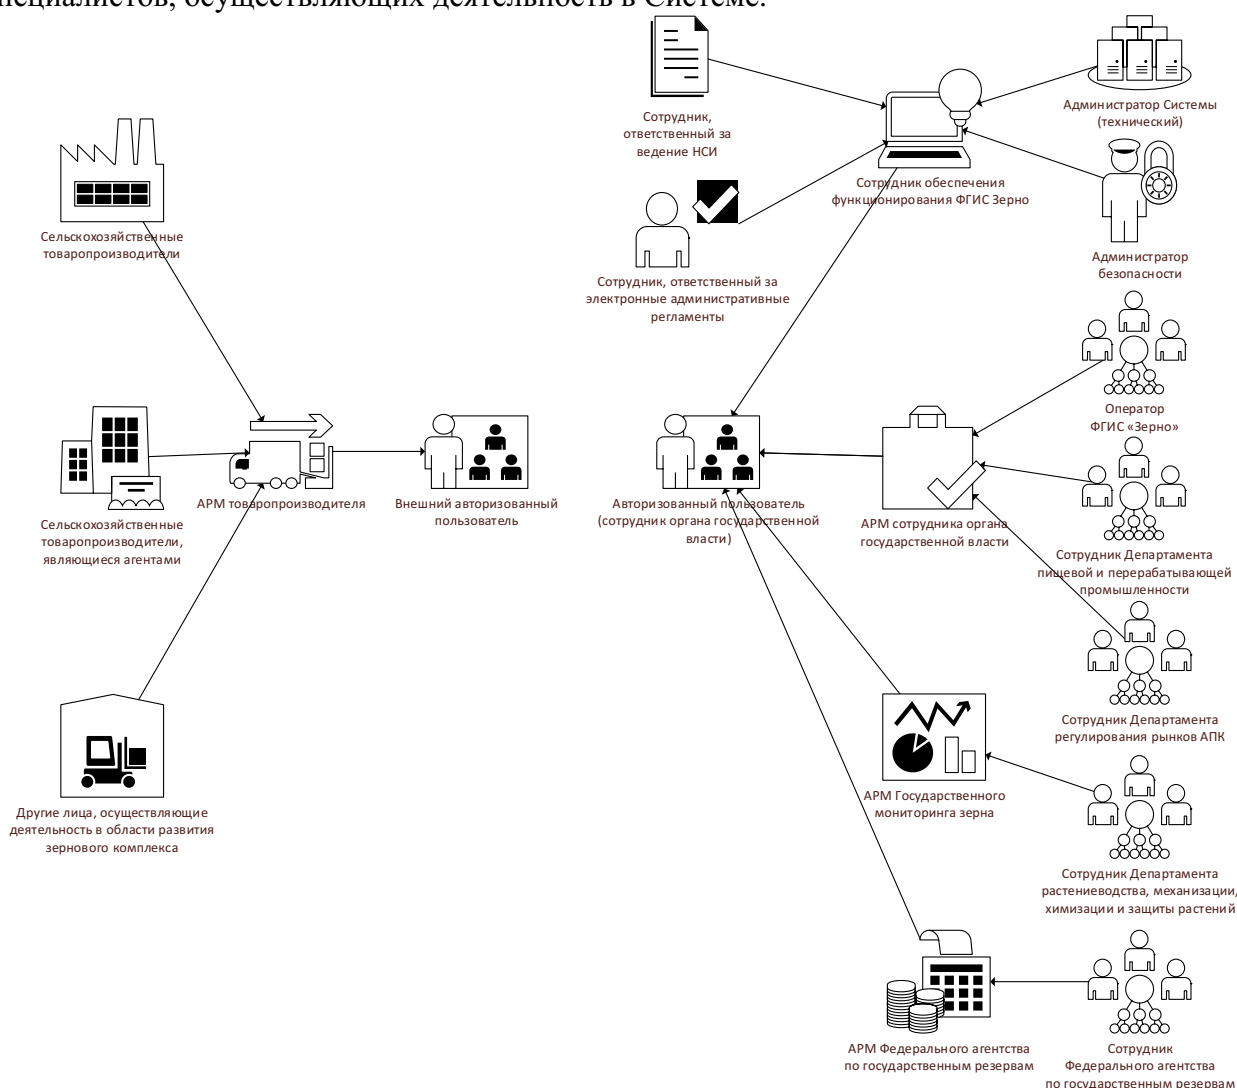 специалистов, осуществляющих деятельность в Системе.
Сотрудник,
ответственный за
ведение НСИ
Администратор Системы
(технический)
Сотрудник обеспечения
функционирования ФГИС Зерно
Сельскохозяйственные
товаропроизводители
Администратор
безопасности
Сотрудник, ответственный за
электронные административные
регламенты
Оператор
ФГИС «Зерно»
АРМ товаропроизводителя
Внешний авторизованный
пользователь
Авторизованный пользователь
(сотрудник органа государственной
власти)
АРМ сотрудника органа
государственной власти
Сельскохозяйственные
товаропроизводители,
являющиеся агентами
Сотрудник Департамента
пищевой и перерабатывающей
промышленности
Сотрудник Департамента
регулирования рынков АПК
АРМ Государственного
мониторинга зерна
Другие лица, осуществляющие
деятельность в области развития
зернового комплекса
Сотрудник Департамента
растениеводства, механизации,
химизации и защиты растений
АРМ Федерального агентства
по государственным резервам
Сотрудник
Федерального агентства
по государственным резервам